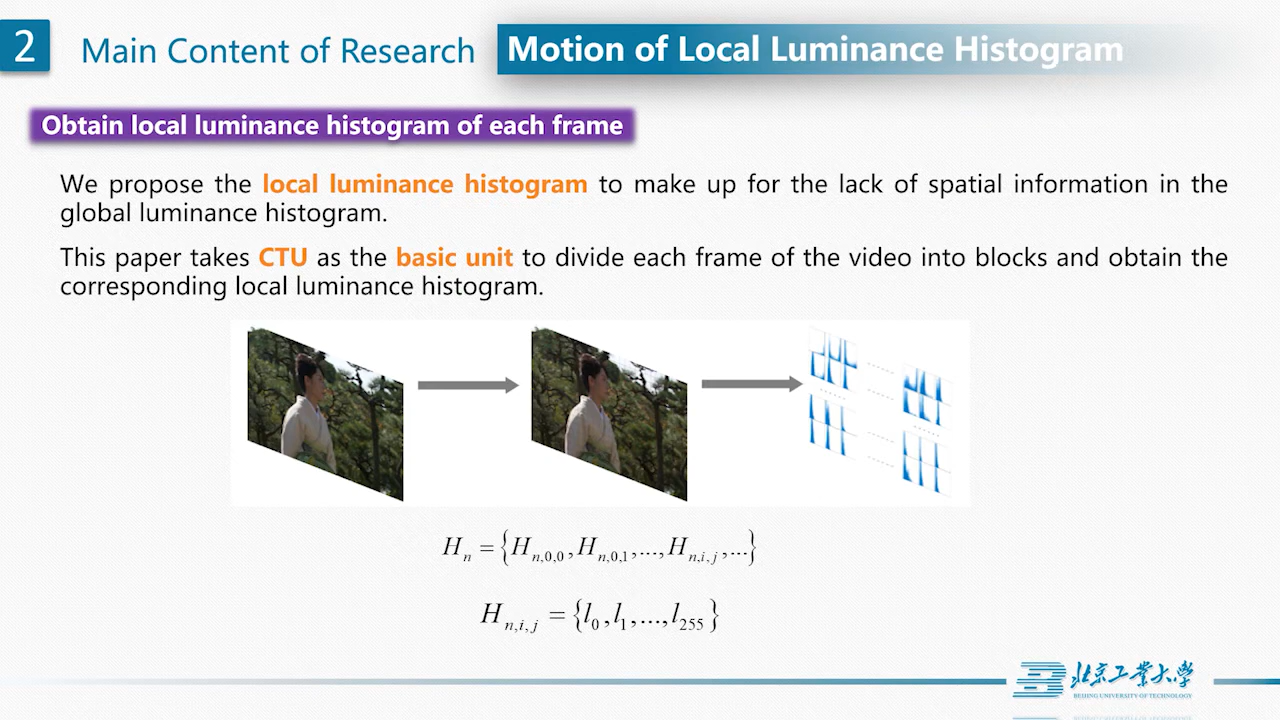 2
Main Content of Research
Motion of Local Luminance Histogram
Obtain local luminance histogram of each frame
We propose the local luminance histogram to make up for the lack of spatial information in the
global luminance histogram.
This paper takes CTU as the basic unit to divide each frame of the video into blocks and obtain the
corresponding local luminance histogram.
H_n = {H_{n,0,0}, H_{n,0,1}, ..., H_{n,i,j}, ...}
H_{n,i,j} = {l_0, l_1, ..., l_{255}}
北京工业大学
BEIJING UNIVERSITY OF TECHNOLOGY